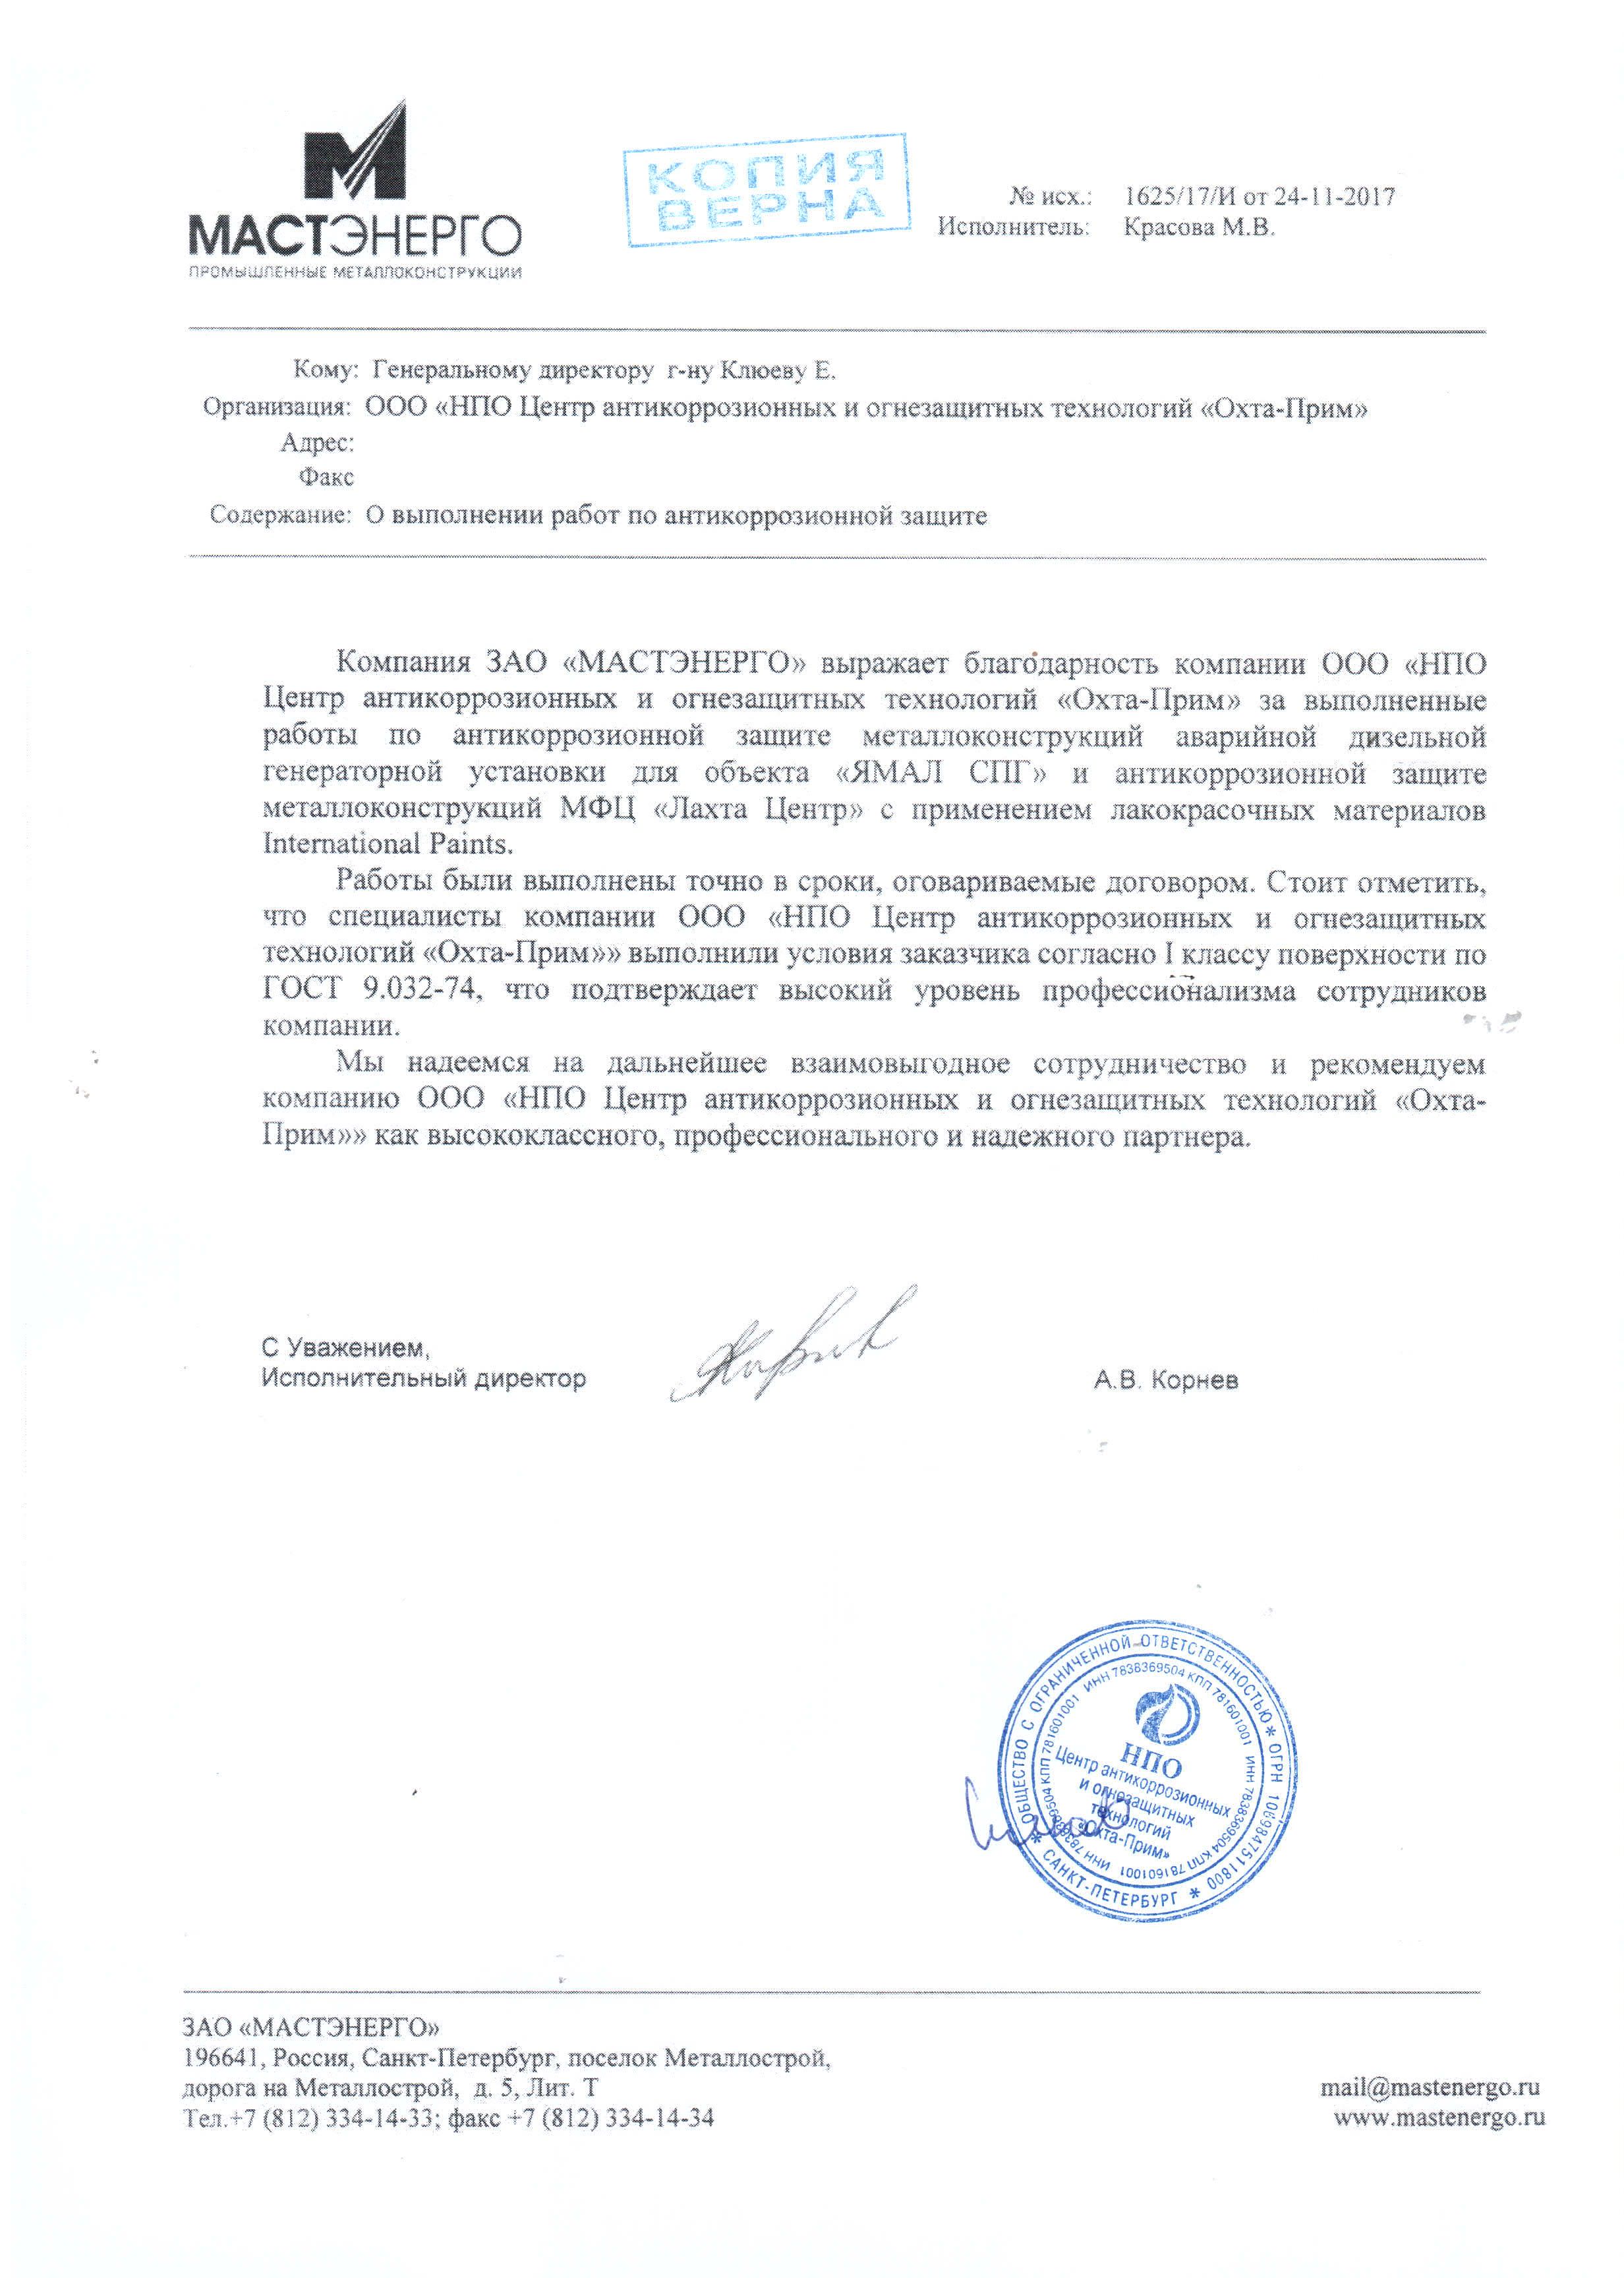 МАСТЭНЕРГО
ПРОМЫШЛЕННЫЕ МЕТАЛЛОКОНСТРУКЦИИ
КОПИЯ
ВЕРНА
№ исх.: 1625/17/И от 24-11-2017
Исполнитель: Красова М.В.
Кому: Генеральному директору г-ну Клюеву Е.
Организация: ООО «НПО Центр антикоррозионных и огнезащитных технологий «Охта-Прим»
Адрес:
Факс
Содержание: О выполнении работ по антикоррозионной защите
Компания ЗАО «МАСТЭНЕРГО» выражает благодарность компании ООО «НПО
Центр антикоррозионных и огнезащитных технологий «Охта-Прим» за выполненные
работы по антикоррозионной защите металлоконструкций аварийной дизельной
генераторной установки для объекта «ЯМАЛ СПГ» и антикоррозионной защите
металлоконструкций МФЦ «Лахта Центр» с применением лакокрасочных материалов
International Paints.
Работы были выполнены точно в сроки, оговариваемые договором. Стоит отметить,
что специалисты компании ООО «НПО Центр антикоррозионных и огнезащитных
технологий «Охта-Прим»» выполнили условия заказчика согласно I классу поверхности по
ГОСТ 9.032-74, что подтверждает высокий уровень профессионализма сотрудников
компании.
Мы надеемся на дальнейшее взаимовыгодное сотрудничество и рекомендуем
компанию ООО «НПО Центр антикоррозионных и огнезащитных технологий «Охта-
Прим»» как высококлассного, профессионального и надежного партнера.
С Уважением,
Исполнительный директор А.В. Корнев
ОБЩЕСТВО С ОГРАНИЧЕННОЙ ОТВЕТСТВЕННОСТЬЮ * ОГРН 1069847511800 * САНКТ-ПЕТЕРБУРГ *
ИНН 7838369504 КПП 781601001 ИНН 7838369504 КПП 781601001 ИНН 7838369504 КПП 781601001
НПО
Центр антикоррозионных
и огнезащитных
технологий
«Охта-Прим»
ЗАО «МАСТЭНЕРГО»
196641, Россия, Санкт-Петербург, поселок Металлострой,
дорога на Металлострой, д. 5, Лит. Т mail@mastenergo.ru
Тел.+7 (812) 334-14-33; факс +7 (812) 334-14-34 www.mastenergo.ru